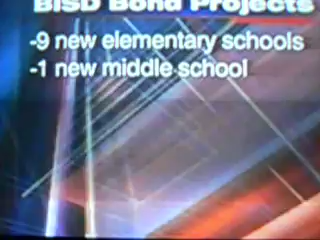 BISD Bond Projects
-9 new elementary schools
-1 new middle school